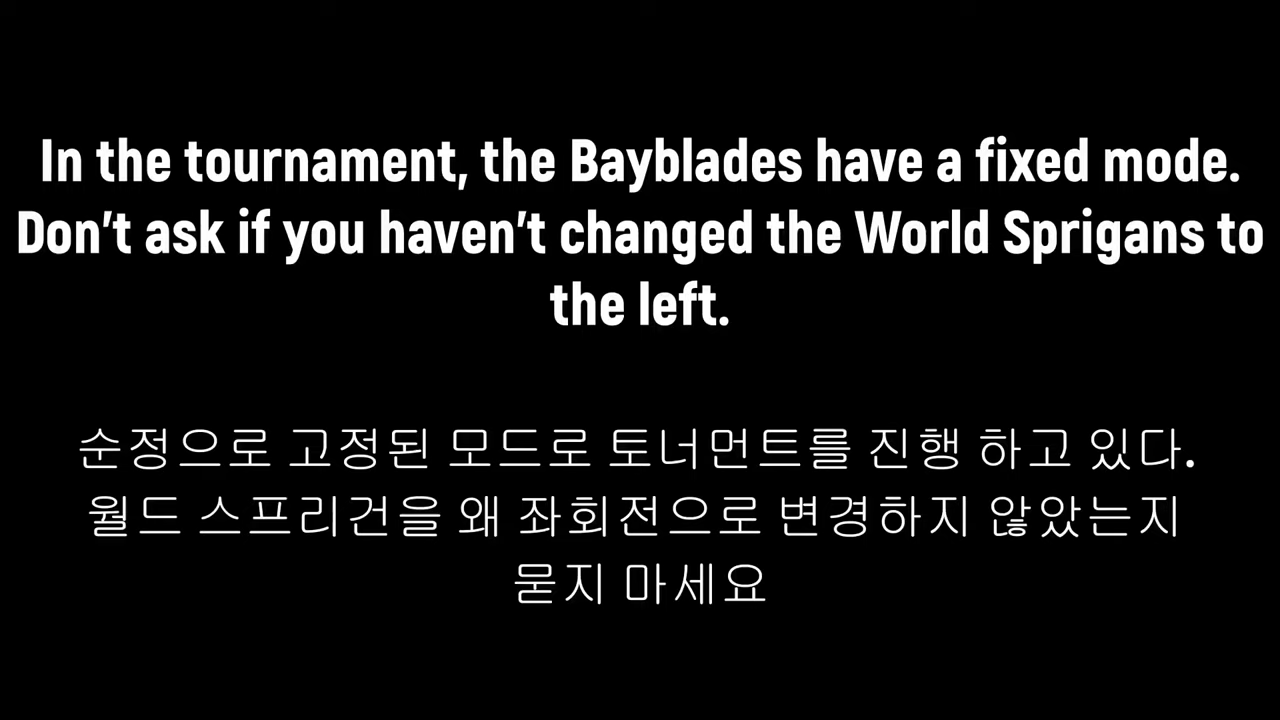 In the tournament, the Bayblades have a fixed mode.
Don't ask if you haven't changed the World Sprigans to
the left.
순정으로 고정된 모드로 토너먼트를 진행 하고 있다.
월드 스프리건을 왜 좌회전으로 변경하지 않았는지
묻지 마세요